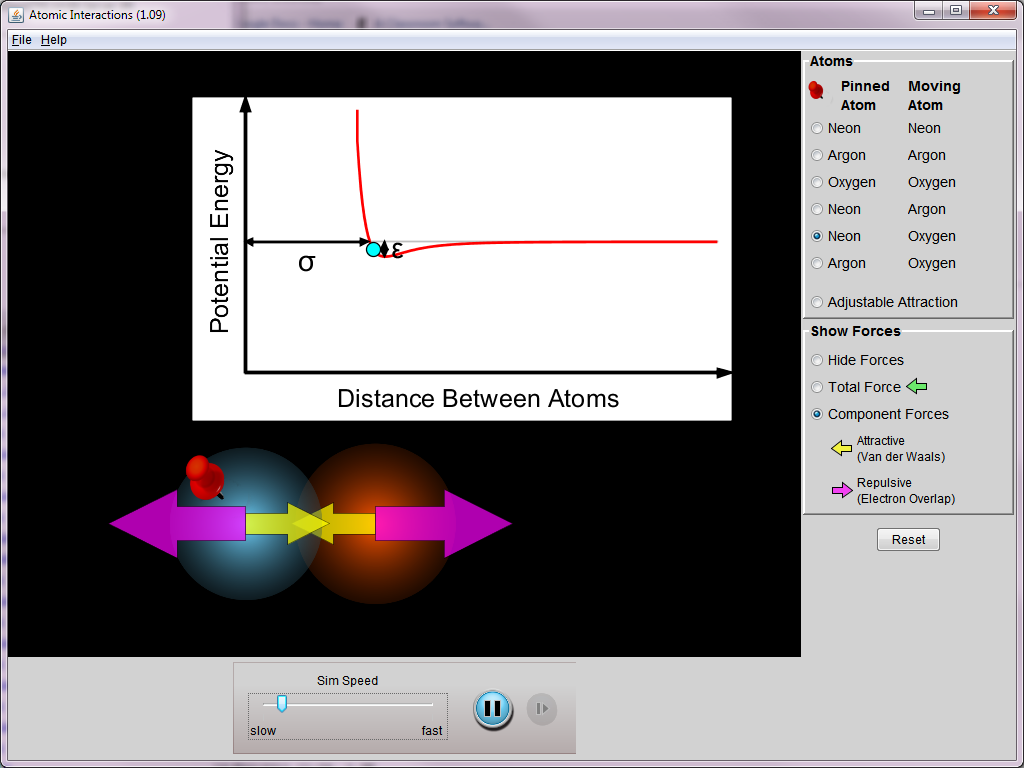 Atomic Interactions (1.09)
File Help
Potential Energy
σ
ε
Distance Between Atoms
Atoms
Pinned Atom Moving Atom
Neon Neon
Argon Argon
Oxygen Oxygen
Neon Argon
Neon Oxygen
Argon Oxygen
Adjustable Attraction
Show Forces
Hide Forces
Total Force
Component Forces
Attractive
(Van der Waals)
Repulsive
(Electron Overlap)
Reset
Sim Speed
slow fast